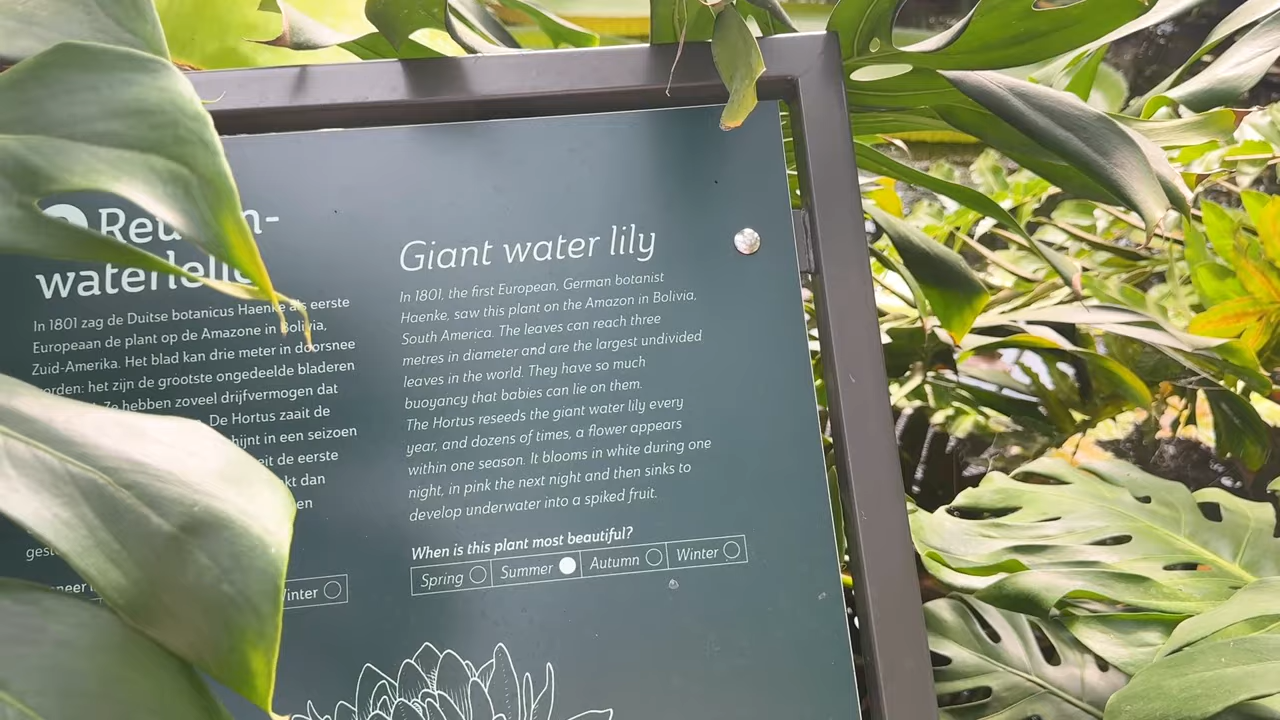 waterlelie
In 1801 zag de Duitse botanicus Haenke als eerste
Europeaan de plant op de Amazone in Bolivia,
Zuid-Amerika. Het blad kan drie meter in doorsnee
het zijn de grootste ongedeelde bladeren
hebben zoveel drijfvermogen dat
De Hortus zaait de
in een seizoen
de eerste
dan
Giant water lily
In 1801, the first European, German botanist
Haenke, saw this plant on the Amazon in Bolivia,
South America. The leaves can reach three
metres in diameter and are the largest undivided
leaves in the world. They have so much
buoyancy that babies can lie on them.
The Hortus reseeds the giant water lily every
year, and dozens of times, a flower appears
within one season. It blooms in white during one
night, in pink the next night and then sinks to
develop underwater into a spiked fruit.
When is this plant most beautiful?
Spring Summer Autumn Winter